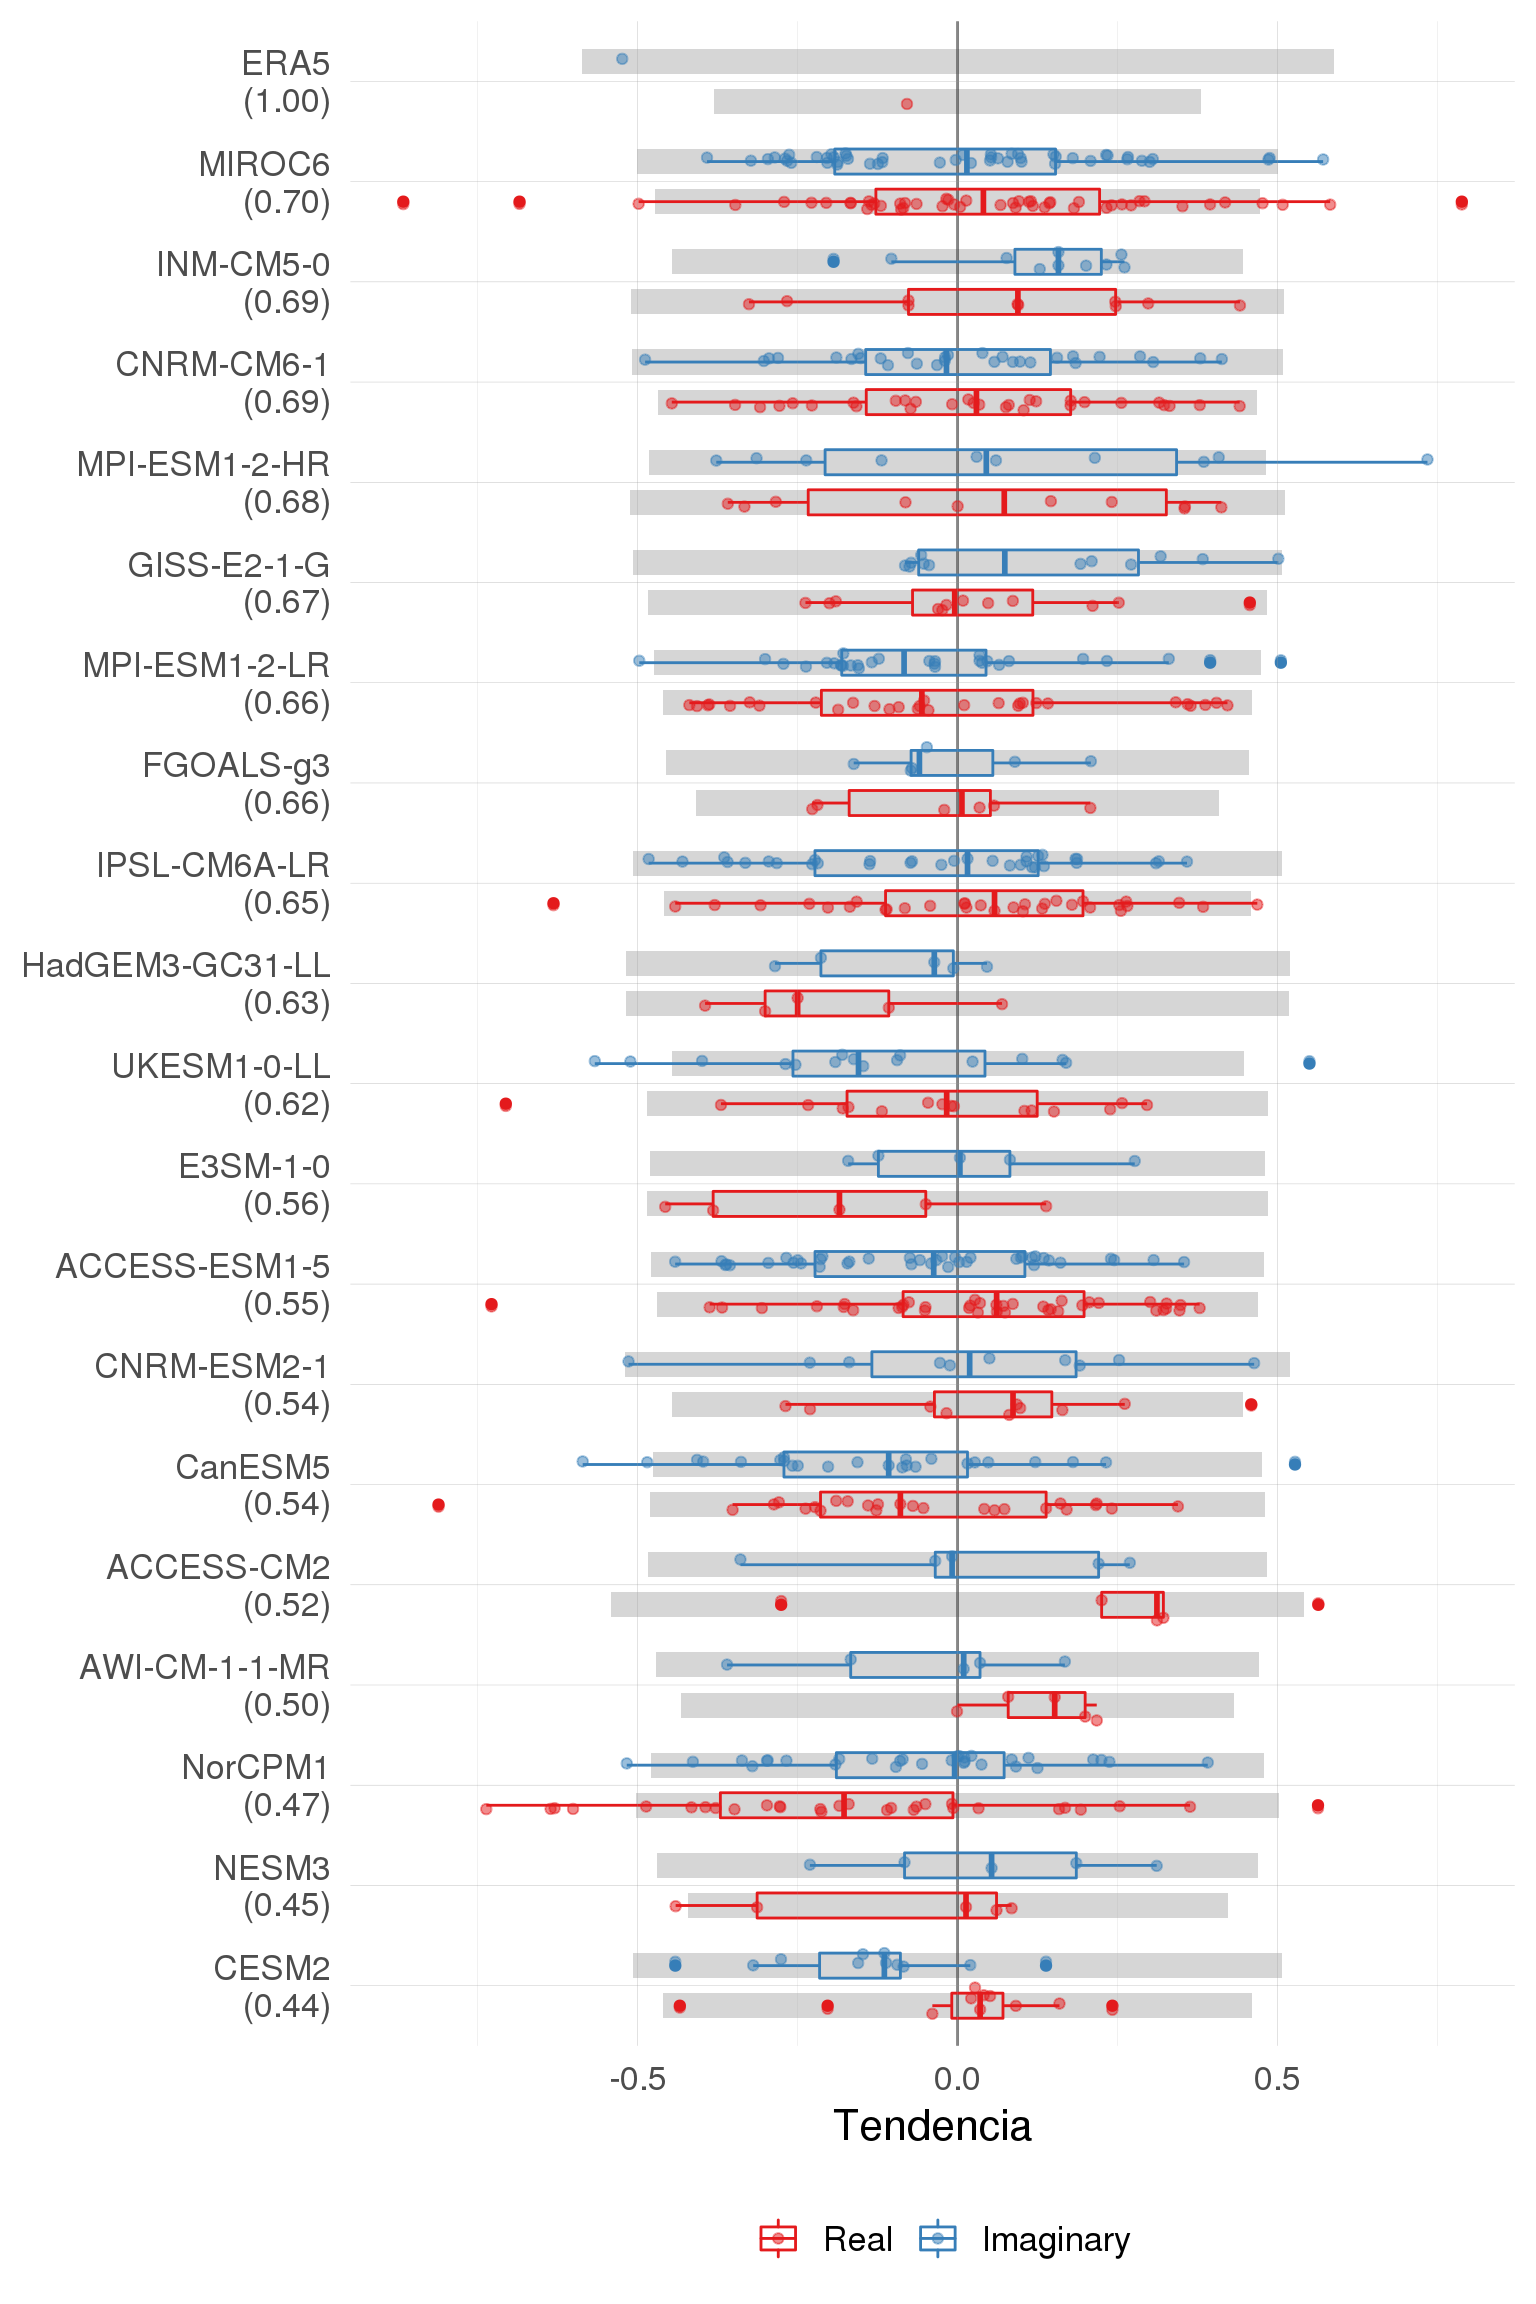 ERA5
(1.00)
MIROC6
(0.70)
INM-CM5-0
(0.69)
CNRM-CM6-1
(0.69)
MPI-ESM1-2-HR
(0.68)
GISS-E2-1-G
(0.67)
MPI-ESM1-2-LR
(0.66)
FGOALS-g3
(0.66)
IPSL-CM6A-LR
(0.65)
HadGEM3-GC31-LL
(0.63)
UKESM1-0-LL
(0.62)
E3SM-1-0
(0.56)
ACCESS-ESM1-5
(0.55)
CNRM-ESM2-1
(0.54)
CanESM5
(0.54)
ACCESS-CM2
(0.52)
AWI-CM-1-1-MR
(0.50)
NorCPM1
(0.47)
NESM3
(0.45)
CESM2
(0.44)
-0.5 0.0 0.5
Tendencia
Real Imaginary